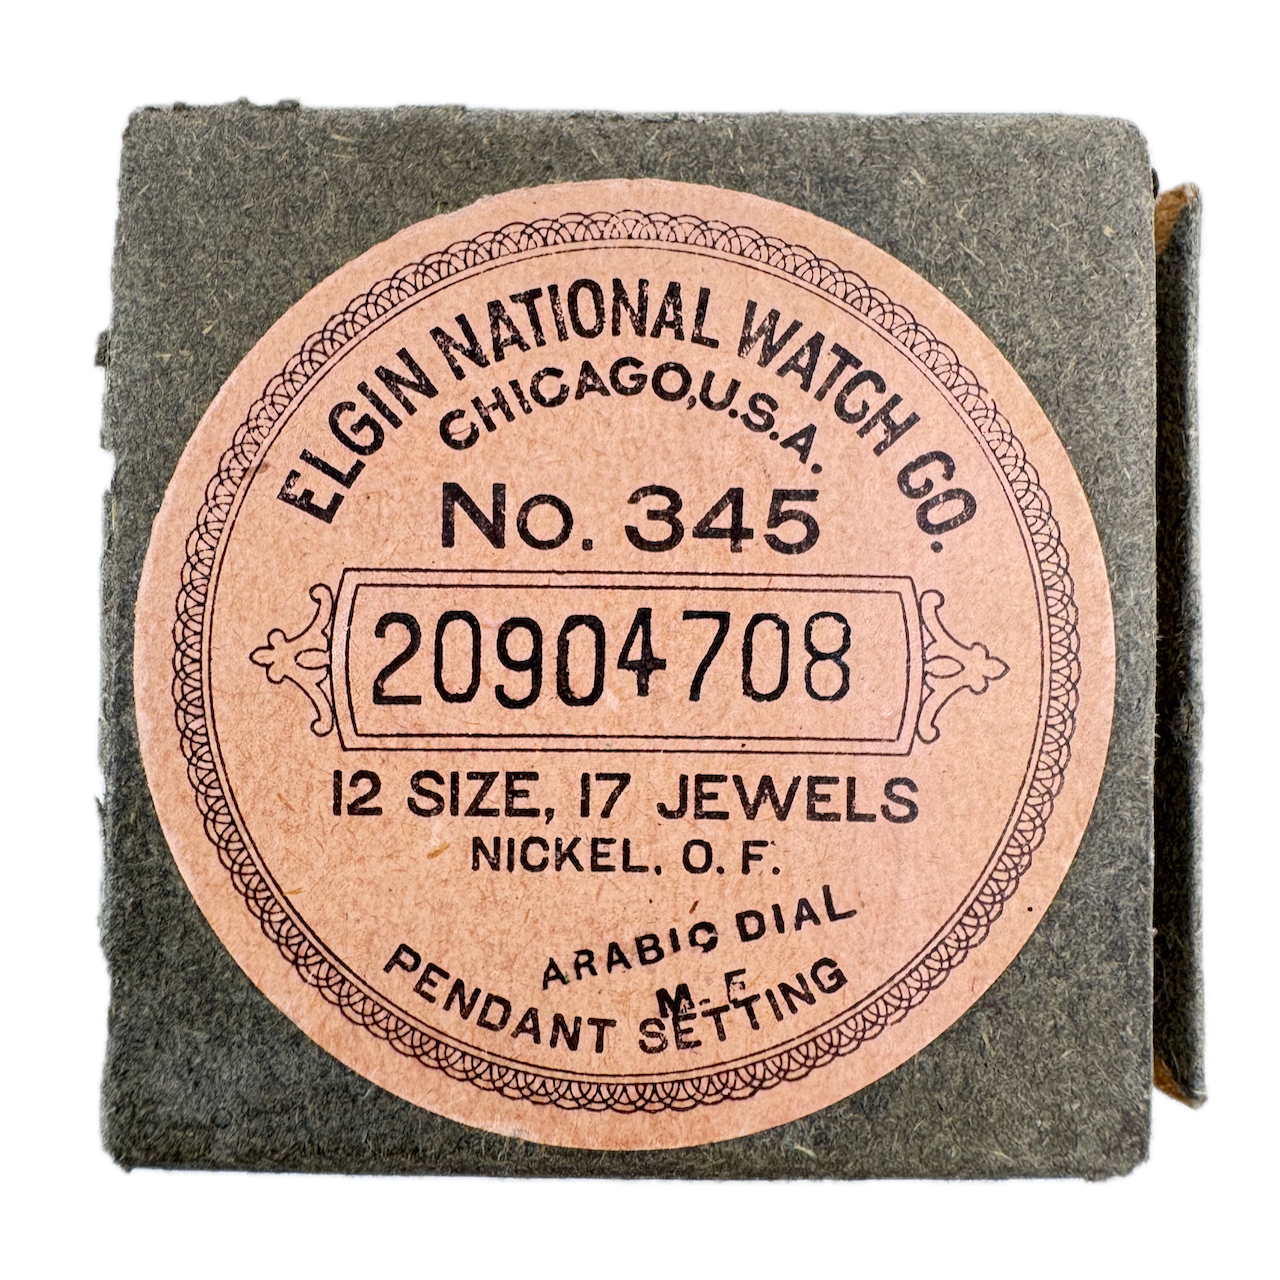 ELGIN NATIONAL WATCH CO.
CHICAGO, U.S.A.
No. 345
20904708
12 SIZE, 17 JEWELS
NICKEL. O. F.
ARABIC DIAL
M. F.
PENDANT SETTING